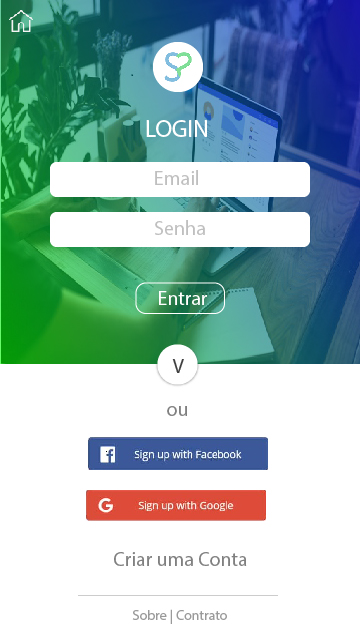 LOGIN
Email
Senha
Entrar
V
ou
Sign up with Facebook
Sign up with Google
Criar uma Conta
Sobre | Contrato